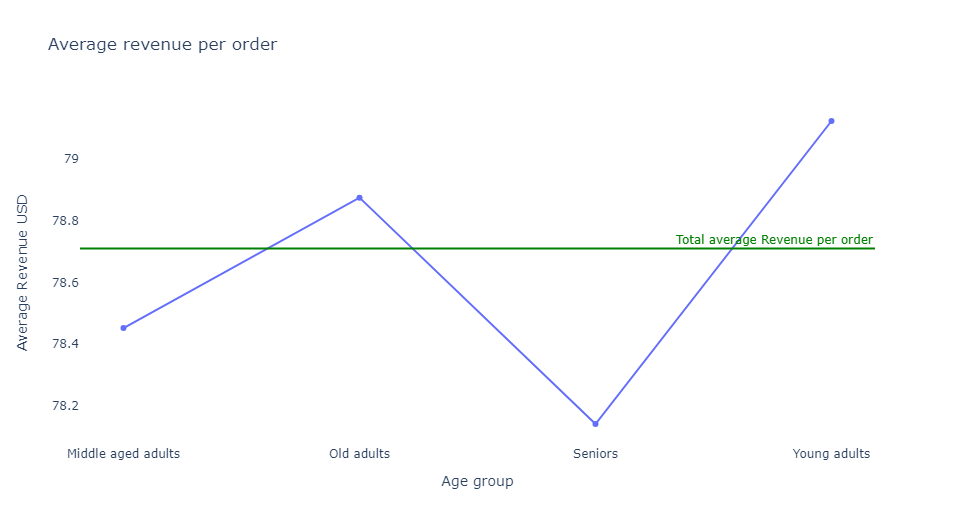 Average revenue per order
79
78.8
78.6
78.4
78.2
Average Revenue USD
Total average Revenue per order
Middle aged adults
Old adults
Seniors
Young adults
Age group